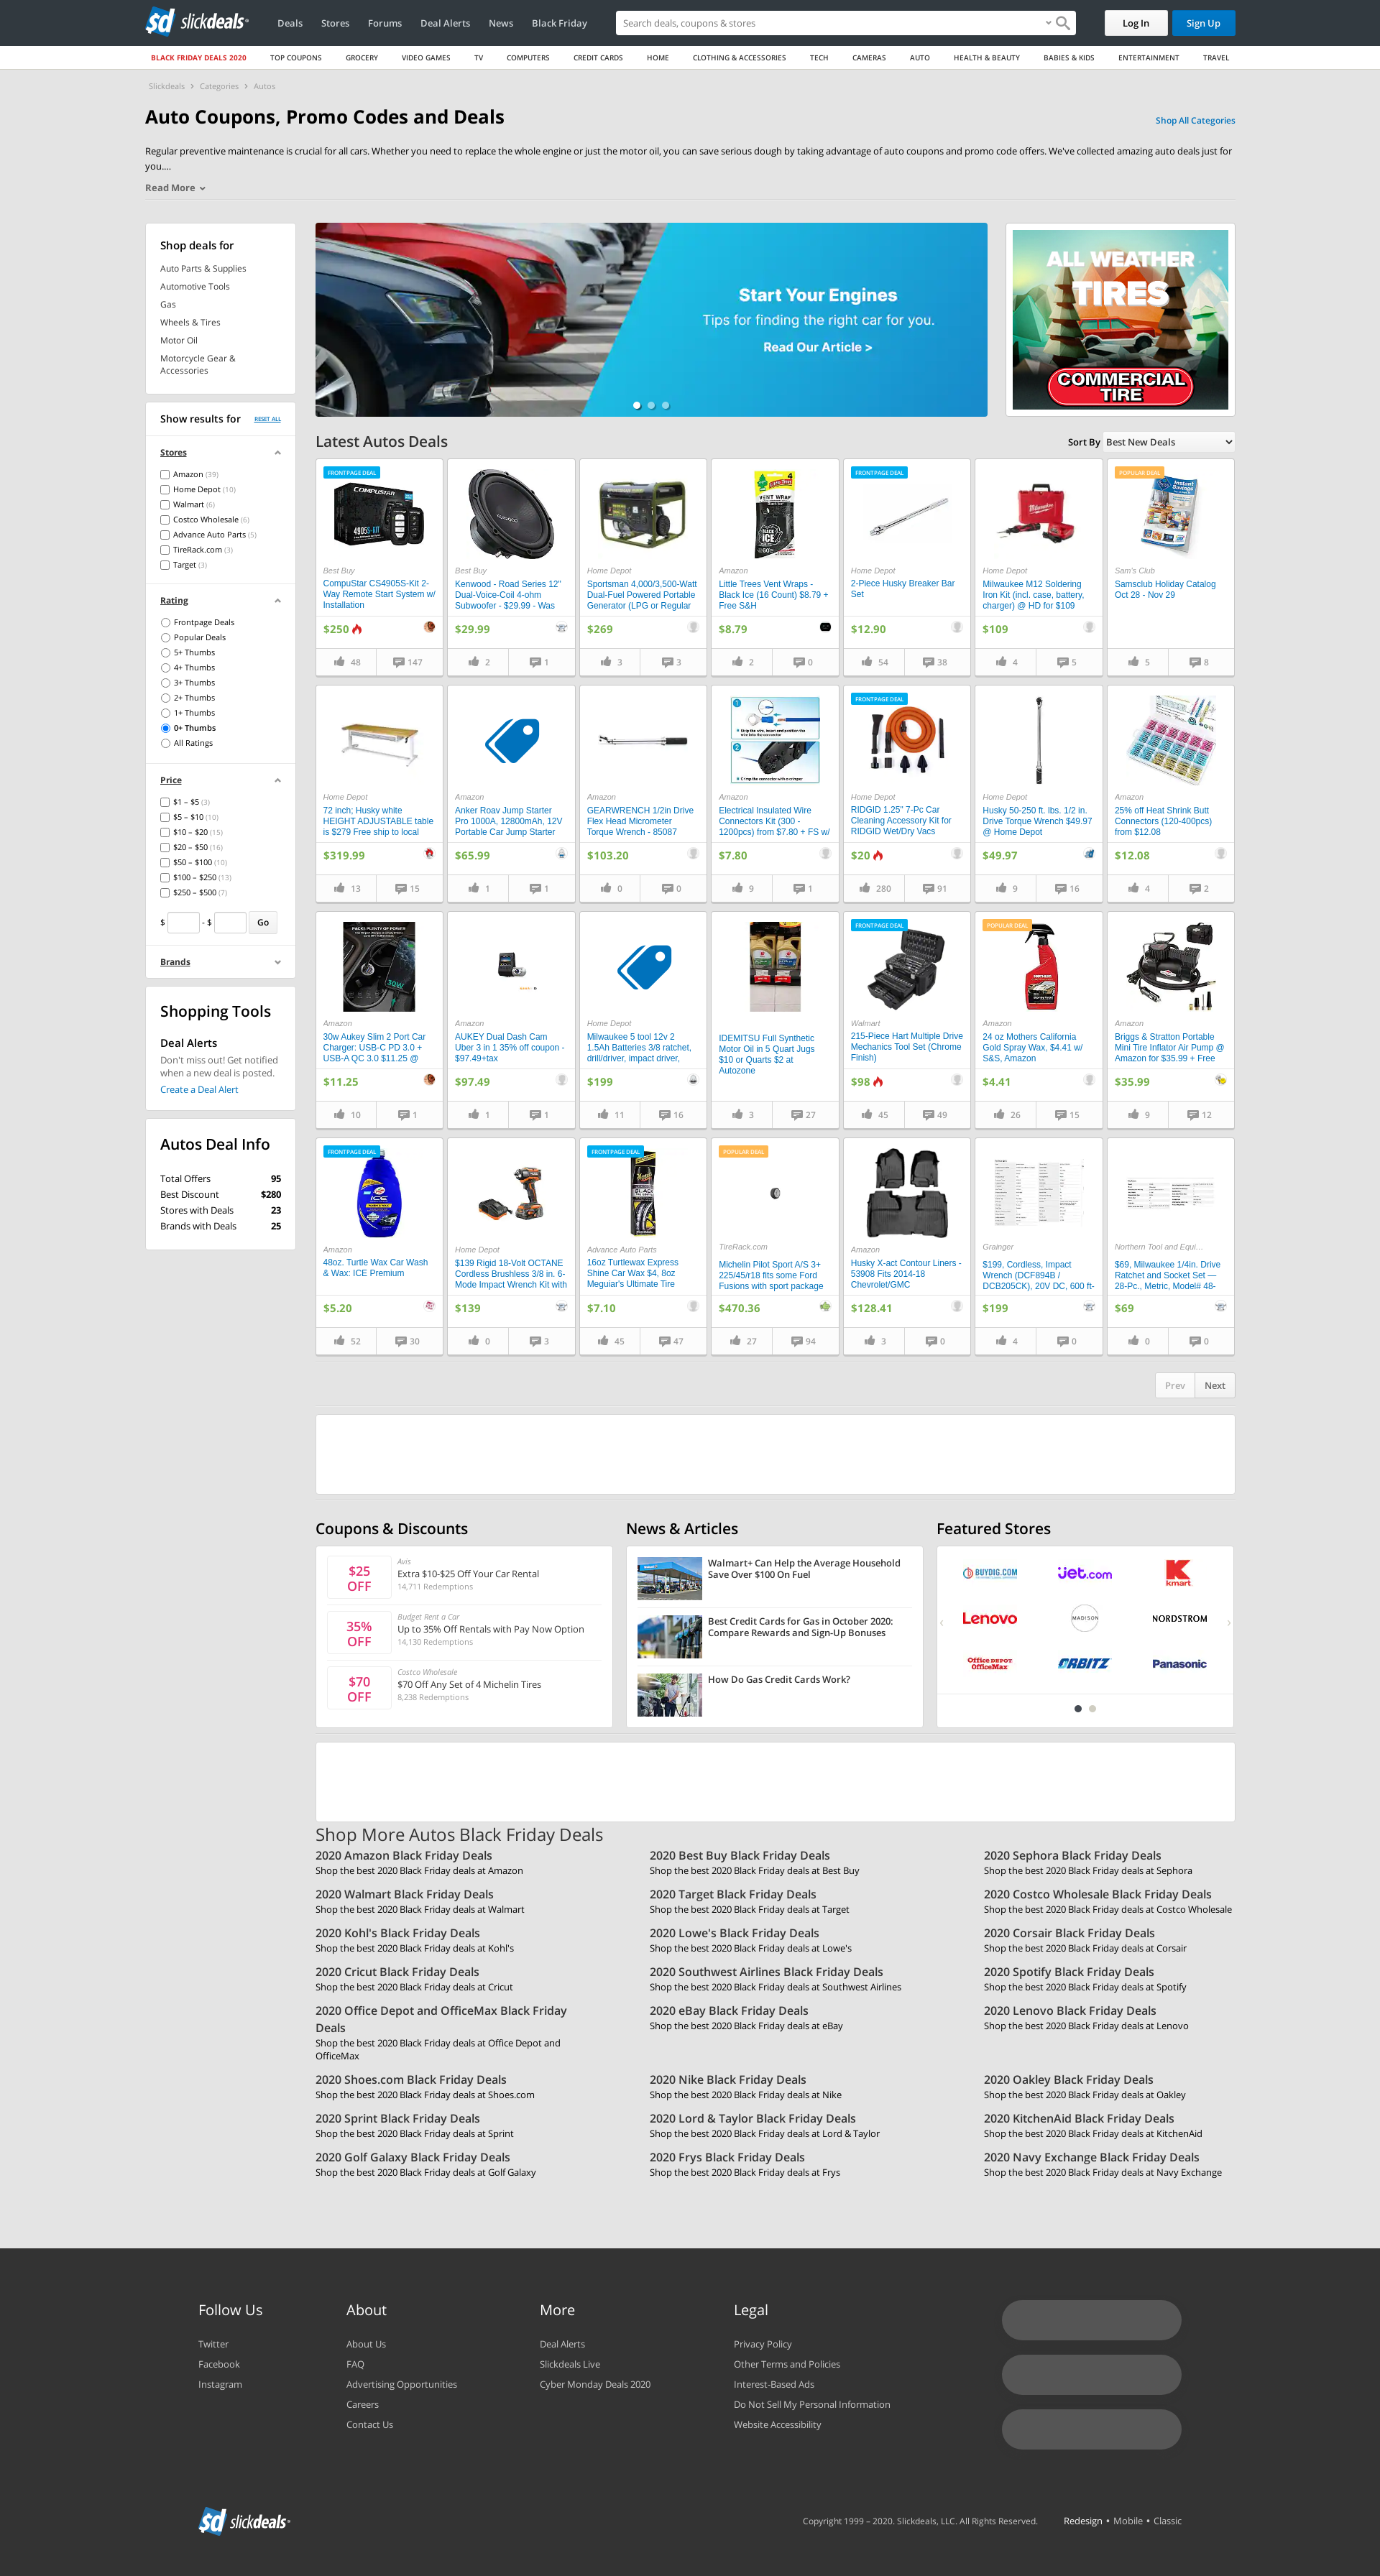 slickdeals
Deals
Stores
Forums
Deal Alerts
News
Black Friday
Search deals, coupons & stores
Log In
Sign Up
BLACK FRIDAY DEALS 2020
TOP COUPONS
GROCERY
VIDEO GAMES
TV
COMPUTERS
CREDIT CARDS
HOME
CLOTHING & ACCESSORIES
TECH
CAMERAS
AUTO
HEALTH & BEAUTY
BABIES & KIDS
ENTERTAINMENT
TRAVEL
Slickdeals > Categories > Autos
Auto Coupons, Promo Codes and Deals
Shop All Categories
Regular preventive maintenance is crucial for all cars. Whether you need to replace the whole engine or just the motor oil, you can save serious dough by taking advantage of auto coupons and promo code offers. We've collected amazing auto deals just for
you....
Read More
Shop deals for
Auto Parts & Supplies
Automotive Tools
Gas
Wheels & Tires
Motor Oil
Motorcycle Gear &
Accessories
Show results for
RESET ALL
Stores
Amazon (39)
Home Depot (10)
Walmart (6)
Costco Wholesale (6)
Advance Auto Parts (5)
TireRack.com (3)
Target (3)
Rating
Frontpage Deals
Popular Deals
5+ Thumbs
4+ Thumbs
3+ Thumbs
2+ Thumbs
1+ Thumbs
0+ Thumbs
All Ratings
Price
$1 – $5 (3)
$5 – $10 (10)
$10 – $20 (15)
$20 – $50 (16)
$50 – $100 (10)
$100 – $250 (13)
$250 – $500 (7)
$ - $ Go
Brands
Shopping Tools
Deal Alerts
Don't miss out! Get notified
when a new deal is posted.
Create a Deal Alert
Autos Deal Info
Total Offers 95
Best Discount $280
Stores with Deals 23
Brands with Deals 25
Start Your Engines
Tips for finding the right car for you.
Read Our Article >
ALL WEATHER
TIRES
COMMERCIAL
TIRE
Latest Autos Deals
Sort By Best New Deals
FRONTPAGE DEAL
Best Buy
CompuStar CS4905S-Kit 2-
Way Remote Start System w/
Installation
$250
48
147
Best Buy
Kenwood - Road Series 12"
Dual-Voice-Coil 4-ohm
Subwoofer - $29.99 - Was
$29.99
2
1
Home Depot
Sportsman 4,000/3,500-Watt
Dual-Fuel Powered Portable
Generator (LPG or Regular
$269
3
3
Amazon
Little Trees Vent Wraps -
Black Ice (16 Count) $8.79 +
Free S&H
$8.79
2
0
FRONTPAGE DEAL
Home Depot
2-Piece Husky Breaker Bar
Set
$12.90
54
38
Home Depot
Milwaukee M12 Soldering
Iron Kit (incl. case, battery,
charger) @ HD for $109
$109
4
5
POPULAR DEAL
Sam's Club
Samsclub Holiday Catalog
Oct 28 - Nov 29
5
8
Home Depot
72 inch; Husky white
HEIGHT ADJUSTABLE table
is $279 Free ship to local
$319.99
13
15
Amazon
Anker Roav Jump Starter
Pro 1000A, 12800mAh, 12V
Portable Car Jump Starter
$65.99
1
1
Amazon
GEARWRENCH 1/2in Drive
Flex Head Micrometer
Torque Wrench - 85087
$103.20
0
0
Amazon
Electrical Insulated Wire
Connectors Kit (300 -
1200pcs) from $7.80 + FS w/
$7.80
9
1
FRONTPAGE DEAL
Home Depot
RIDGID 1.25" 7-Pc Car
Cleaning Accessory Kit for
RIDGID Wet/Dry Vacs
$20
280
91
Home Depot
Husky 50-250 ft. lbs. 1/2 in.
Drive Torque Wrench $49.97
@ Home Depot
$49.97
9
16
Amazon
25% off Heat Shrink Butt
Connectors (120-400pcs)
from $12.08
$12.08
4
2
PACKS PLENTY OF POWER
Amazon
30w Aukey Slim 2 Port Car
Charger: USB-C PD 3.0 +
USB-A QC 3.0 $11.25 @
$11.25
10
1
Amazon
AUKEY Dual Dash Cam
Uber 3 in 1 35% off coupon -
$97.49+tax
$97.49
1
1
Home Depot
Milwaukee 5 tool 12v 2
1.5Ah Batteries 3/8 ratchet,
drill/driver, impact driver,
$199
11
16
IDEMITSU Full Synthetic
Motor Oil in 5 Quart Jugs
$10 or Quarts $2 at
Autozone
3
27
FRONTPAGE DEAL
Walmart
215-Piece Hart Multiple Drive
Mechanics Tool Set (Chrome
Finish)
$98
45
49
POPULAR DEAL
Amazon
24 oz Mothers California
Gold Spray Wax, $4.41 w/
S&S, Amazon
$4.41
26
15
Amazon
Briggs & Stratton Portable
Mini Tire Inflator Air Pump @
Amazon for $35.99 + Free
$35.99
9
12
FRONTPAGE DEAL
Amazon
48oz. Turtle Wax Car Wash
& Wax: ICE Premium
$5.20
52
30
Home Depot
$139 Rigid 18-Volt OCTANE
Cordless Brushless 3/8 in. 6-
Mode Impact Wrench Kit with
$139
0
3
FRONTPAGE DEAL
Advance Auto Parts
16oz Turtlewax Express
Shine Car Wax $4, 8oz
Meguiar's Ultimate Tire
$7.10
45
47
POPULAR DEAL
TireRack.com
Michelin Pilot Sport A/S 3+
225/45/r18 fits some Ford
Fusions with sport package
$470.36
27
94
Amazon
Husky X-act Contour Liners -
53908 Fits 2014-18
Chevrolet/GMC
$128.41
3
0
Grainger
$199, Cordless, Impact
Wrench (DCF894B /
DCB205CK), 20V DC, 600 ft-
$199
4
0
Northern Tool and Equi...
$69, Milwaukee 1/4in. Drive
Ratchet and Socket Set —
28-Pc., Metric, Model# 48-
$69
0
0
Prev
Next
Coupons & Discounts
$25
OFF
Avis
Extra $10-$25 Off Your Car Rental
14,711 Redemptions
35%
OFF
Budget Rent a Car
Up to 35% Off Rentals with Pay Now Option
14,130 Redemptions
$70
OFF
Costco Wholesale
$70 Off Any Set of 4 Michelin Tires
8,238 Redemptions
News & Articles
Walmart+ Can Help the Average Household
Save Over $100 On Fuel
Best Credit Cards for Gas in October 2020:
Compare Rewards and Sign-Up Bonuses
How Do Gas Credit Cards Work?
Featured Stores
BUYDIG.COM
jet.com
kmart
Lenovo
MADISON
NORDSTROM
Office DEPOT
OfficeMax
ORBITZ
Panasonic
Shop More Autos Black Friday Deals
2020 Amazon Black Friday Deals
Shop the best 2020 Black Friday deals at Amazon
2020 Best Buy Black Friday Deals
Shop the best 2020 Black Friday deals at Best Buy
2020 Sephora Black Friday Deals
Shop the best 2020 Black Friday deals at Sephora
2020 Walmart Black Friday Deals
Shop the best 2020 Black Friday deals at Walmart
2020 Target Black Friday Deals
Shop the best 2020 Black Friday deals at Target
2020 Costco Wholesale Black Friday Deals
Shop the best 2020 Black Friday deals at Costco Wholesale
2020 Kohl's Black Friday Deals
Shop the best 2020 Black Friday deals at Kohl's
2020 Lowe's Black Friday Deals
Shop the best 2020 Black Friday deals at Lowe's
2020 Corsair Black Friday Deals
Shop the best 2020 Black Friday deals at Corsair
2020 Cricut Black Friday Deals
Shop the best 2020 Black Friday deals at Cricut
2020 Southwest Airlines Black Friday Deals
Shop the best 2020 Black Friday deals at Southwest Airlines
2020 Spotify Black Friday Deals
Shop the best 2020 Black Friday deals at Spotify
2020 Office Depot and OfficeMax Black Friday
Deals
Shop the best 2020 Black Friday deals at Office Depot and
OfficeMax
2020 eBay Black Friday Deals
Shop the best 2020 Black Friday deals at eBay
2020 Lenovo Black Friday Deals
Shop the best 2020 Black Friday deals at Lenovo
2020 Shoes.com Black Friday Deals
Shop the best 2020 Black Friday deals at Shoes.com
2020 Nike Black Friday Deals
Shop the best 2020 Black Friday deals at Nike
2020 Oakley Black Friday Deals
Shop the best 2020 Black Friday deals at Oakley
2020 Sprint Black Friday Deals
Shop the best 2020 Black Friday deals at Sprint
2020 Lord & Taylor Black Friday Deals
Shop the best 2020 Black Friday deals at Lord & Taylor
2020 KitchenAid Black Friday Deals
Shop the best 2020 Black Friday deals at KitchenAid
2020 Golf Galaxy Black Friday Deals
Shop the best 2020 Black Friday deals at Golf Galaxy
2020 Frys Black Friday Deals
Shop the best 2020 Black Friday deals at Frys
2020 Navy Exchange Black Friday Deals
Shop the best 2020 Black Friday deals at Navy Exchange
Follow Us
Twitter
Facebook
Instagram
About
About Us
FAQ
Advertising Opportunities
Careers
Contact Us
More
Deal Alerts
Slickdeals Live
Cyber Monday Deals 2020
Legal
Privacy Policy
Other Terms and Policies
Interest-Based Ads
Do Not Sell My Personal Information
Website Accessibility
slickdeals
Copyright 1999 – 2020. Slickdeals, LLC. All Rights Reserved.
Redesign • Mobile • Classic